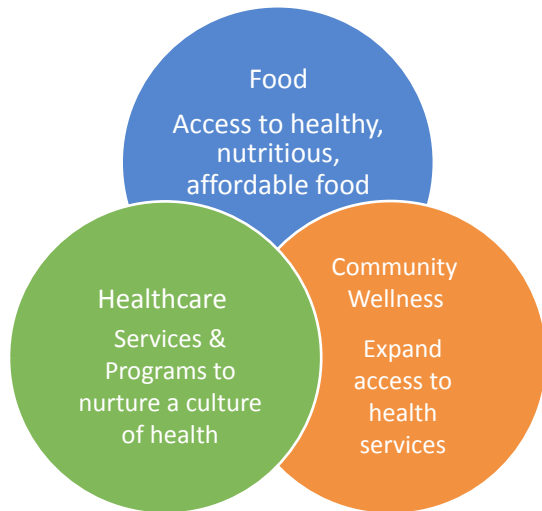 Food
Access to healthy,
nutritious,
affordable food
Healthcare
Services &
Programs to
nurture a culture
of health
Community
Wellness
Expand
access to
health
services